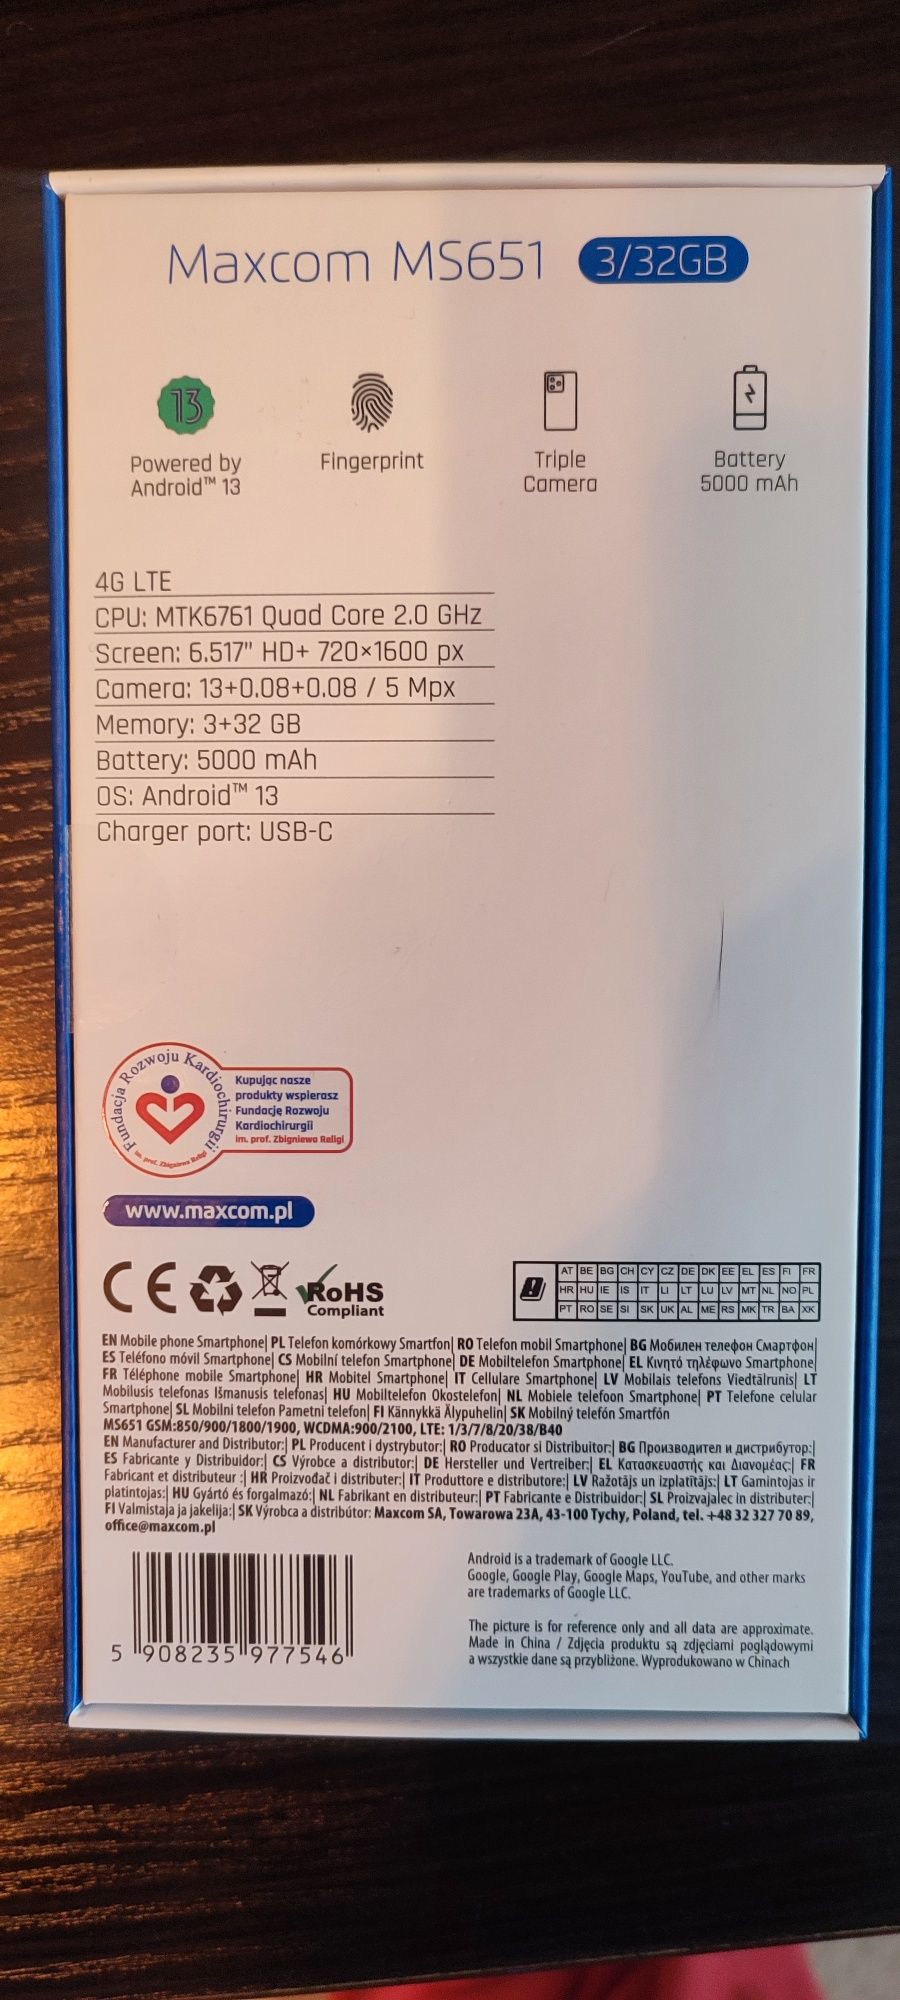 Maxcom MS651 3/32GB
13
Powered by
Android™ 13
Fingerprint
Triple
Camera
Battery
5000 mAh
4G LTE
CPU: MTK6761 Quad Core 2.0 GHz
Screen: 6.517" HD+ 720×1600 px
Camera: 13+0.08+0.08 / 5 Mpx
Memory: 3+32 GB
Battery: 5000 mAh
OS: Android™ 13
Charger port: USB-C
Fundacja Rozwoju Kardiochirurgii
im. prof. Zbigniewa Religi
Kupując nasze
produkty wspierasz
Fundację Rozwoju
Kardiochirurgii
im. prof. Zbigniewa Religi
www.maxcom.pl
CE RoHS
Compliant
AT BE BG CH CY CZ DE DK EE EL ES FI FR
HR HU IE IS IT LI LT LU LV MT NL NO PL
PT RO SE SI SK UK AL ME RS MK TR BA XK
EN Mobile phone Smartphone| PL Telefon komórkowy Smartfon| RO Telefon mobil Smartphone| BG Мобилен телефон Смартфон|
ES Teléfono móvil Smartphone| CS Mobilní telefon Smartphone| DE Mobiltelefon Smartphone| EL Κινητό τηλέφωνο Smartphone|
FR Téléphone mobile Smartphone| HR Mobitel Smartphone| IT Cellulare Smartphone| LV Mobilais telefons Viedtālrunis| LT
Mobilusis telefonas Išmanusis telefonas| HU Mobiltelefon Okostelefon| NL Mobiele telefoon Smartphone| PT Telefone celular
Smartphone| SL Mobilni telefon Pametni telefon| FI Kännykkä Älypuhelin| SK Mobilný telefón Smartfón
MS651 GSM:850/900/1800/1900, WCDMA:900/2100, LTE: 1/3/7/8/20/38/B40
EN Manufacturer and Distributor:| PL Producent i dystrybutor:| RO Producator si Distribuitor:| BG Производител и дистрибутор:|
ES Fabricante y Distribuidor:| CS Výrobce a distributor:| DE Hersteller und Vertreiber:| EL Κατασκευαστής και Διανομέας:| FR
Fabricant et distributeur :| HR Proizvođač i distributer:| IT Produttore e distributore:| LV Ražotājs un izplatītājs:| LT Gamintojas ir
platintojas:| HU Gyártó és forgalmazó:| NL Fabrikant en distributeur:| PT Fabricante e Distribuidor:| SL Proizvajalec in distributer:|
FI Valmistaja ja jakelija:| SK Výrobca a distribútor: Maxcom SA, Towarowa 23A, 43-100 Tychy, Poland, tel. +48 32 327 70 89,
office@maxcom.pl
5 908235 977546
Android is a trademark of Google LLC.
Google, Google Play, Google Maps, YouTube, and other marks
are trademarks of Google LLC.
The picture is for reference only and all data are approximate.
Made in China / Zdjęcia produktu są zdjęciami poglądowymi
a wszystkie dane są przybliżone. Wyprodukowano w Chinach